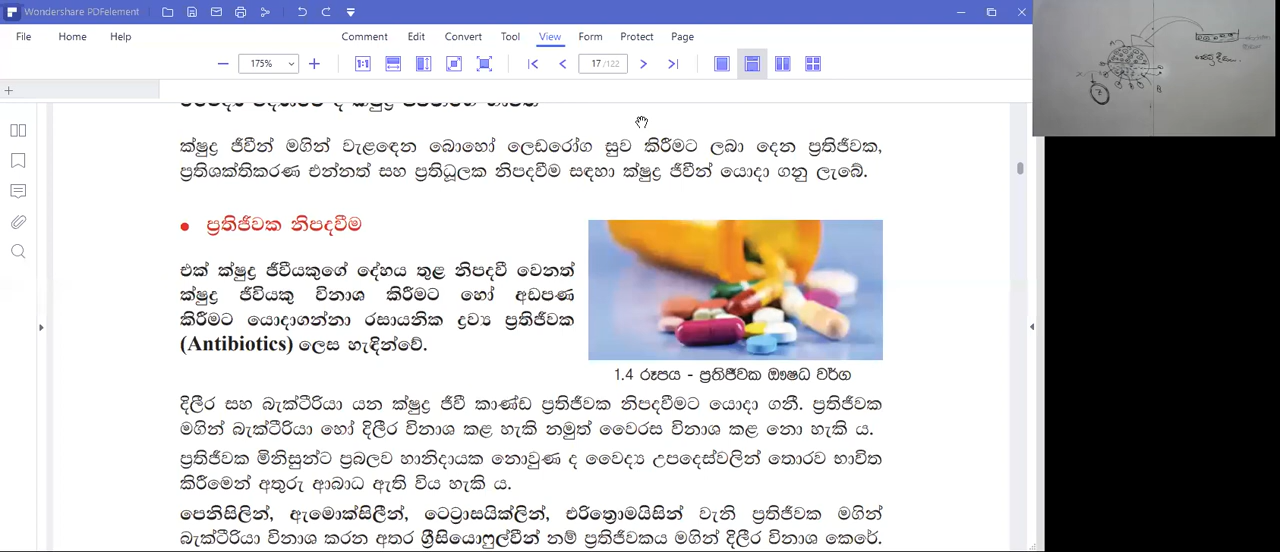 Wondershare PDFelement
File Home Help Comment Edit Convert Tool View Form Protect Page
175% 17 /122
ක්ෂුද්‍ර ජීවීන් මගින් වැළඳෙන බොහෝ ලෙඩරෝග සුව කිරීමට ලබා දෙන ප්‍රතිජීවක,
ප්‍රතිශක්තිකරණ එන්නත් සහ ප්‍රතිධූලක නිපදවීම සඳහා ක්ෂුද්‍ර ජීවීන් යොදා ගනු ලැබේ.
• ප්‍රතිජීවක නිපදවීම
එක් ක්ෂුද්‍ර ජීවියකුගේ දේහය තුළ නිපදවී වෙනත්
ක්ෂුද්‍ර ජීවියකු විනාශ කිරීමට හෝ අඩපණ
කිරීමට යොදාගන්නා රසායනික ද්‍රව්‍ය ප්‍රතිජීවක
(Antibiotics) ලෙස හැඳින්වේ.
1.4 රූපය - ප්‍රතිජීවක ඖෂධ වර්ග
දිලීර සහ බැක්ටීරියා යන ක්ෂුද්‍ර ජීවී කාණ්ඩ ප්‍රතිජීවක නිපදවීමට යොදා ගනී. ප්‍රතිජීවක
මගින් බැක්ටීරියා හෝ දිලීර විනාශ කළ හැකි නමුත් වෛරස විනාශ කළ නො හැකි ය.
ප්‍රතිජීවක මිනිසුන්ට ප්‍රබලව හානිදායක නොවුණ ද වෛද්‍ය උපදෙස්වලින් තොරව භාවිත
කිරීමෙන් අතුරු ආබාධ ඇති විය හැකි ය.
පෙනිසිලින්, ඇමොක්සිලීන්, ටෙට්‍රාසයික්ලින්, එරිත්‍රොමයිසින් වැනි ප්‍රතිජීවක මගින්
බැක්ටීරියා විනාශ කරන අතර ග්‍රීසියොෆුල්වින් නම් ප්‍රතිජීවකය මගින් දිලීර විනාශ කෙරේ.